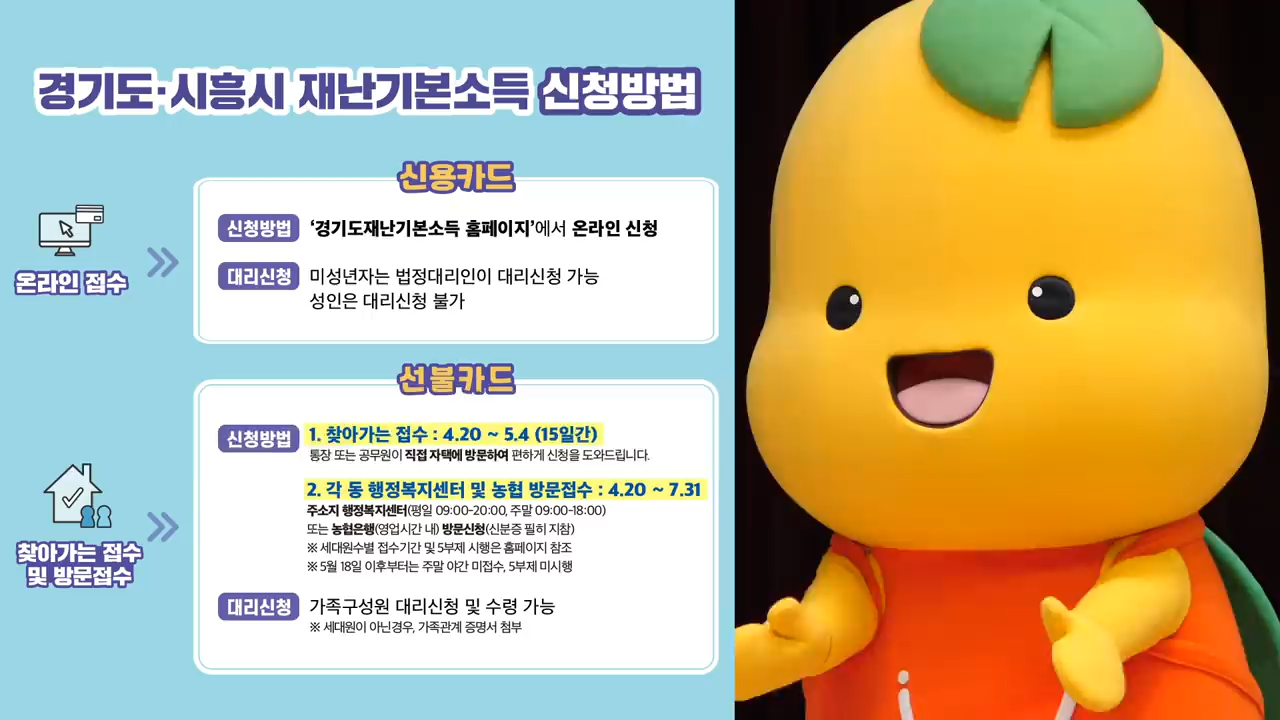 경기도·시흥시 재난기본소득 신청방법
신용카드
신청방법 '경기도재난기본소득 홈페이지'에서 온라인 신청
대리신청 미성년자는 법정대리인이 대리신청 가능
성인은 대리신청 불가
온라인 접수
선불카드
신청방법 1. 찾아가는 접수 : 4.20 ~ 5.4 (15일간)
통장 또는 공무원이 직접 자택에 방문하여 편하게 신청을 도와드립니다.
2. 각 동 행정복지센터 및 농협 방문접수 : 4.20 ~ 7.31
주소지 행정복지센터(평일 09:00-20:00, 주말 09:00-18:00)
또는 농협은행(영업시간 내) 방문신청(신분증 필히 지참)
※ 세대원수별 접수기간 및 5부제 시행은 홈페이지 참조
※ 5월 18일 이후부터는 주말 야간 미접수, 5부제 미시행
찾아가는 접수
및 방문접수
대리신청 가족구성원 대리신청 및 수령 가능
※ 세대원이 아닌경우, 가족관계 증명서 첨부